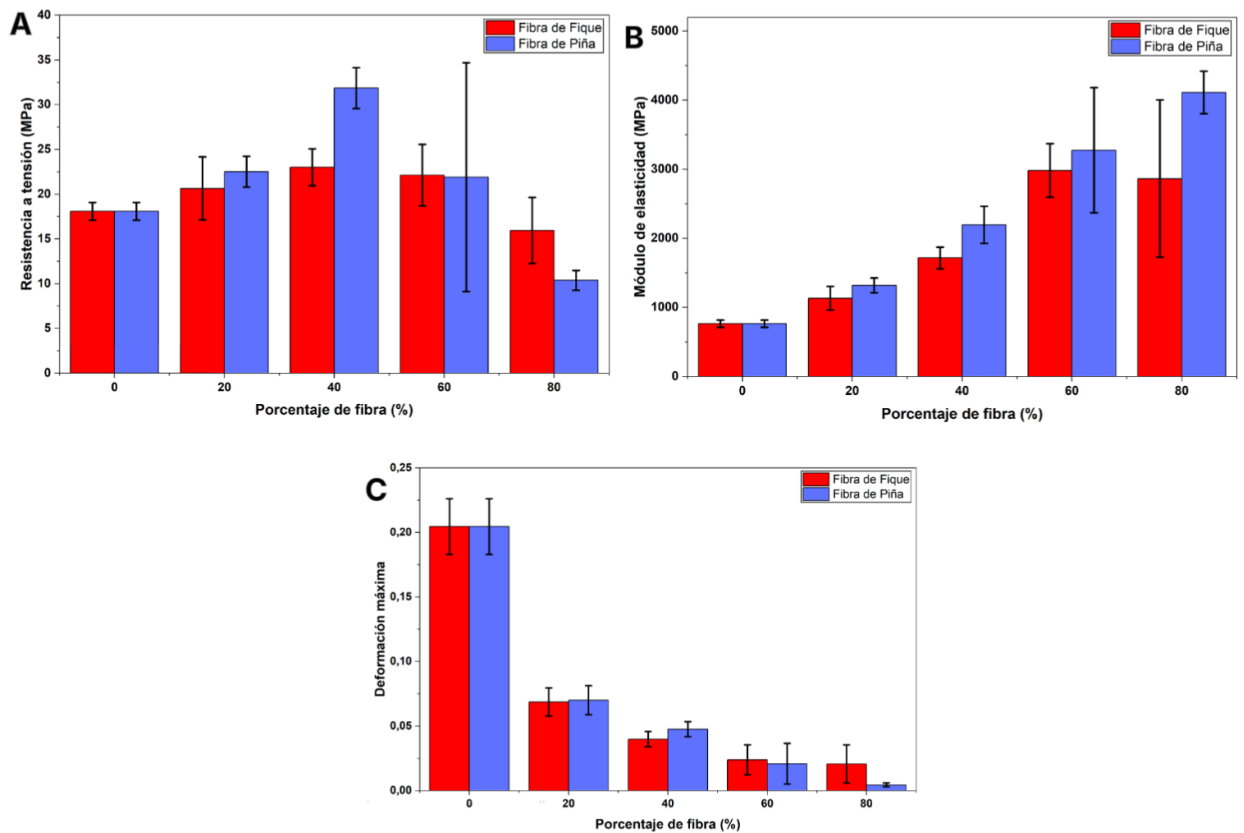 A
Resistencia a tensión (MPa)
40
35
30
25
20
15
10
5
0
Fibra de Fique
Fibra de Piña
0 20 40 60 80
Porcentaje de fibra (%)
B
Módulo de elasticidad (MPa)
5000
4000
3000
2000
1000
0
Fibra de Fique
Fibra de Piña
0 20 40 60 80
Porcentaje de fibra (%)
C
Deformación máxima
0,25
0,20
0,15
0,10
0,05
0,00
Fibra de Fique
Fibra de Piña
0 20 40 60 80
Porcentaje de fibra (%)